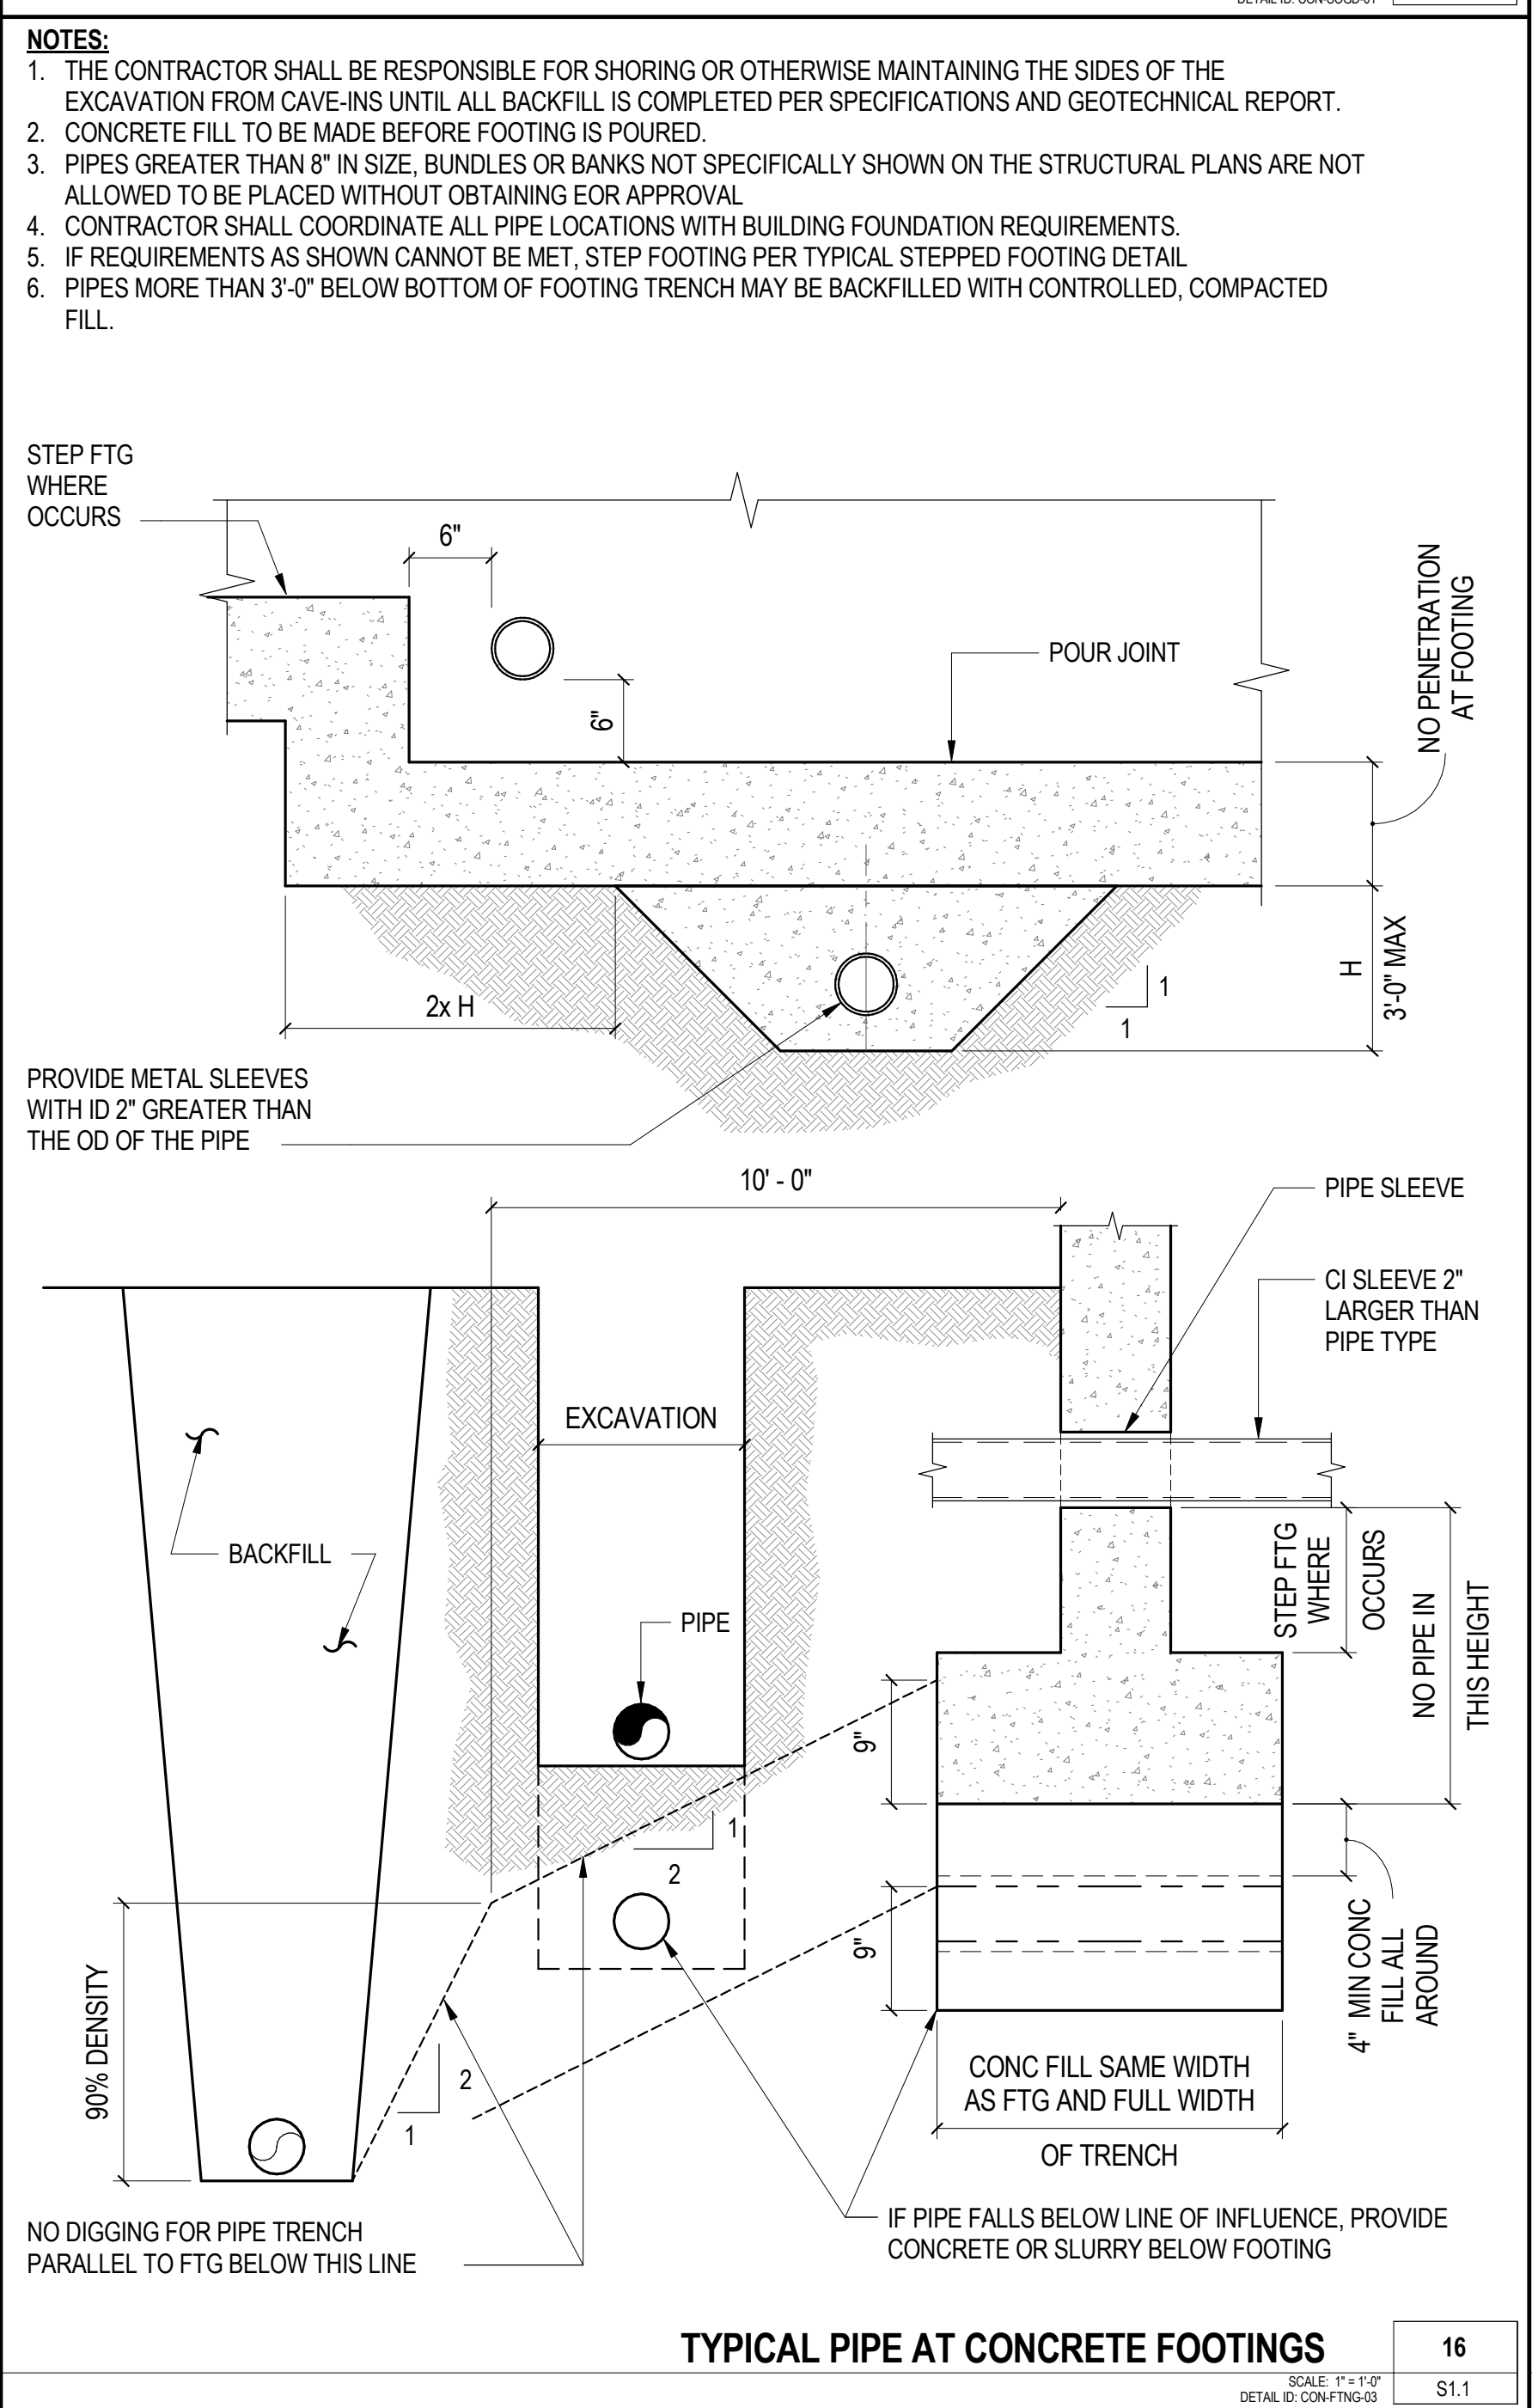 DETAIL ID: CON-SOGD-01
NOTES:
1. THE CONTRACTOR SHALL BE RESPONSIBLE FOR SHORING OR OTHERWISE MAINTAINING THE SIDES OF THE
EXCAVATION FROM CAVE-INS UNTIL ALL BACKFILL IS COMPLETED PER SPECIFICATIONS AND GEOTECHNICAL REPORT.
2. CONCRETE FILL TO BE MADE BEFORE FOOTING IS POURED.
3. PIPES GREATER THAN 8" IN SIZE, BUNDLES OR BANKS NOT SPECIFICALLY SHOWN ON THE STRUCTURAL PLANS ARE NOT
ALLOWED TO BE PLACED WITHOUT OBTAINING EOR APPROVAL
4. CONTRACTOR SHALL COORDINATE ALL PIPE LOCATIONS WITH BUILDING FOUNDATION REQUIREMENTS.
5. IF REQUIREMENTS AS SHOWN CANNOT BE MET, STEP FOOTING PER TYPICAL STEPPED FOOTING DETAIL
6. PIPES MORE THAN 3'-0" BELOW BOTTOM OF FOOTING TRENCH MAY BE BACKFILLED WITH CONTROLLED, COMPACTED
FILL.
STEP FTG
WHERE
OCCURS
6"
6"
POUR JOINT
NO PENETRATION
AT FOOTING
2x H
1
1
H
3'-0" MAX
PROVIDE METAL SLEEVES
WITH ID 2" GREATER THAN
THE OD OF THE PIPE
10' - 0"
PIPE SLEEVE
CI SLEEVE 2"
LARGER THAN
PIPE TYPE
EXCAVATION
BACKFILL
PIPE
STEP FTG
WHERE
OCCURS
NO PIPE IN
THIS HEIGHT
9"
1
2
9"
4" MIN CONC
FILL ALL
AROUND
90% DENSITY
2
1
CONC FILL SAME WIDTH
AS FTG AND FULL WIDTH
OF TRENCH
NO DIGGING FOR PIPE TRENCH
PARALLEL TO FTG BELOW THIS LINE
IF PIPE FALLS BELOW LINE OF INFLUENCE, PROVIDE
CONCRETE OR SLURRY BELOW FOOTING
TYPICAL PIPE AT CONCRETE FOOTINGS
16
SCALE: 1" = 1'-0"
DETAIL ID: CON-FTNG-03
S1.1